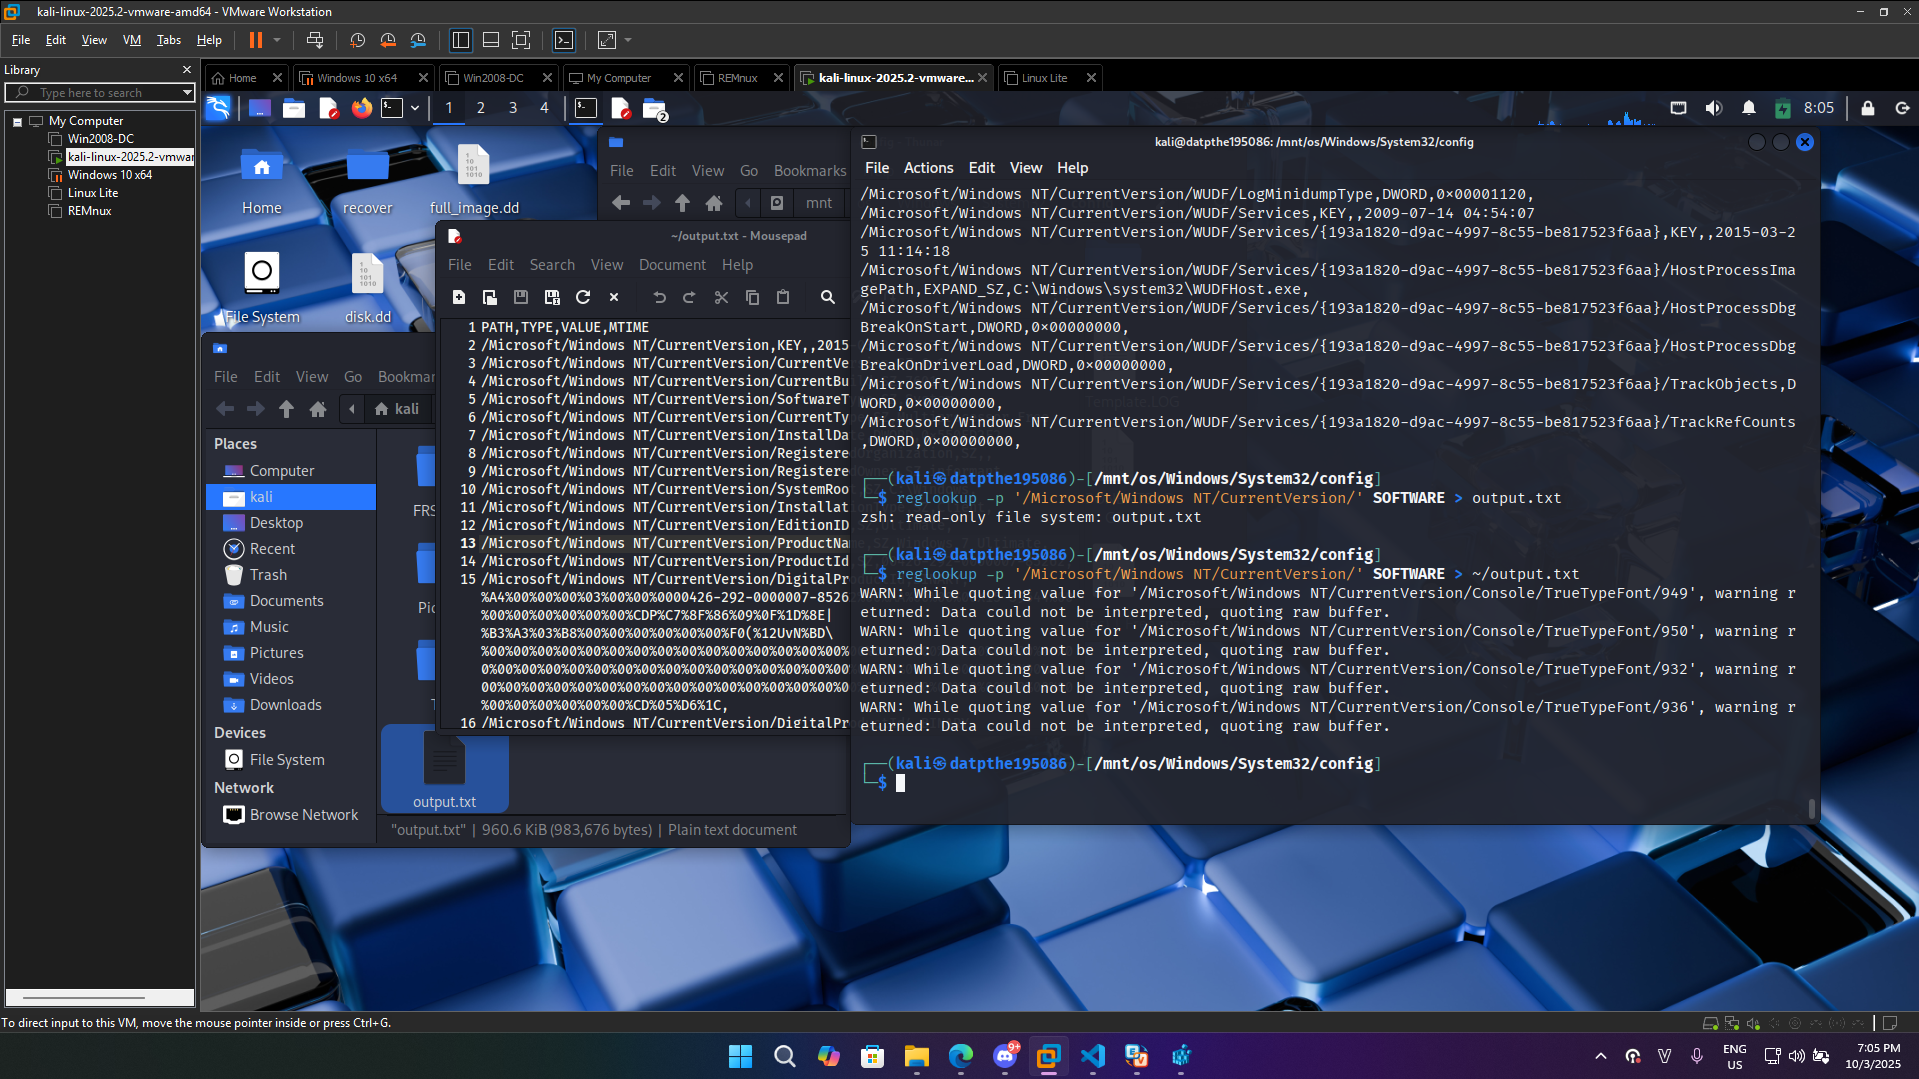 kali-linux-2025.2-vmware-amd64 - VMware Workstation
File Edit View VM Tabs Help
Library
Type here to search
My Computer
Win2008-DC
kali-linux-2025.2-vmwar
Windows 10 x64
Linux Lite
REMnux
Home
Windows 10 x64
Win2008-DC
My Computer
REMnux
kali-linux-2025.2-vmware...
Linux Lite
1 2 3 4
2
8:05
Home
recover
full_image.dd
File System
disk.dd
File Edit View Go Bookmarks
mnt
~/output.txt - Mousepad
File Edit Search View Document Help
1 PATH,TYPE,VALUE,MTIME
2 /Microsoft/Windows NT/CurrentVersion,KEY,,2015-
3 /Microsoft/Windows NT/CurrentVersion/CurrentVe
4 /Microsoft/Windows NT/CurrentVersion/CurrentBu
5 /Microsoft/Windows NT/CurrentVersion/SoftwareT
6 /Microsoft/Windows NT/CurrentVersion/CurrentTy
7 /Microsoft/Windows NT/CurrentVersion/InstallDa
8 /Microsoft/Windows NT/CurrentVersion/Registere
9 /Microsoft/Windows NT/CurrentVersion/Registere
10 /Microsoft/Windows NT/CurrentVersion/SystemRoo
11 /Microsoft/Windows NT/CurrentVersion/Installat
12 /Microsoft/Windows NT/CurrentVersion/EditionID
13 /Microsoft/Windows NT/CurrentVersion/ProductNa
14 /Microsoft/Windows NT/CurrentVersion/ProductId
15 /Microsoft/Windows NT/CurrentVersion/DigitalPr
%A4%00%00%00%03%00%00%0000426-292-0000007-8526
%00%00%00%00%00%00%CDP%C7%8F%86%09%0F%1D%8E|
%B3%A3%03%B8%00%00%00%00%00%00%F0(%12UvN%BD\
%00%00%00%00%00%00%00%00%00%00%00%00%00%00%00
0%00%00%00%00%00%00%00%00%00%00%00%00%00%00%00
00%00%00%00%00%00%00%00%00%00%00%00%00%00%00%0
%00%00%00%00%00%00%CD%05%D6%1C,
16 /Microsoft/Windows NT/CurrentVersion/DigitalPr
File Edit View Go Bookmar
kali
Places
Computer
kali
Desktop
Recent
Trash
Documents
Music
Pictures
Videos
Downloads
Devices
File System
Network
Browse Network
FRS
Pic
T
output.txt
"output.txt" | 960.6 KiB (983,676 bytes) | Plain text document
kali@datpthe195086: /mnt/os/Windows/System32/config
File Actions Edit View Help
/Microsoft/Windows NT/CurrentVersion/WUDF/LogMinidumpType,DWORD,0×00001120,
/Microsoft/Windows NT/CurrentVersion/WUDF/Services,KEY,,2009-07-14 04:54:07
/Microsoft/Windows NT/CurrentVersion/WUDF/Services/{193a1820-d9ac-4997-8c55-be817523f6aa},KEY,,2015-03-2
5 11:14:18
/Microsoft/Windows NT/CurrentVersion/WUDF/Services/{193a1820-d9ac-4997-8c55-be817523f6aa}/HostProcessIma
gePath,EXPAND_SZ,C:\Windows\system32\WUDFHost.exe,
/Microsoft/Windows NT/CurrentVersion/WUDF/Services/{193a1820-d9ac-4997-8c55-be817523f6aa}/HostProcessDbg
BreakOnStart,DWORD,0×00000000,
/Microsoft/Windows NT/CurrentVersion/WUDF/Services/{193a1820-d9ac-4997-8c55-be817523f6aa}/HostProcessDbg
BreakOnDriverLoad,DWORD,0×00000000,
/Microsoft/Windows NT/CurrentVersion/WUDF/Services/{193a1820-d9ac-4997-8c55-be817523f6aa}/TrackObjects,D
WORD,0×00000000,
/Microsoft/Windows NT/CurrentVersion/WUDF/Services/{193a1820-d9ac-4997-8c55-be817523f6aa}/TrackRefCounts
,DWORD,0×00000000,
┌──(kali㉿datpthe195086)-[/mnt/os/Windows/System32/config]
└─$ reglookup -p '/Microsoft/Windows NT/CurrentVersion/' SOFTWARE > output.txt
zsh: read-only file system: output.txt
┌──(kali㉿datpthe195086)-[/mnt/os/Windows/System32/config]
└─$ reglookup -p '/Microsoft/Windows NT/CurrentVersion/' SOFTWARE > ~/output.txt
WARN: While quoting value for '/Microsoft/Windows NT/CurrentVersion/Console/TrueTypeFont/949', warning r
eturned: Data could not be interpreted, quoting raw buffer.
WARN: While quoting value for '/Microsoft/Windows NT/CurrentVersion/Console/TrueTypeFont/950', warning r
eturned: Data could not be interpreted, quoting raw buffer.
WARN: While quoting value for '/Microsoft/Windows NT/CurrentVersion/Console/TrueTypeFont/932', warning r
eturned: Data could not be interpreted, quoting raw buffer.
WARN: While quoting value for '/Microsoft/Windows NT/CurrentVersion/Console/TrueTypeFont/936', warning r
eturned: Data could not be interpreted, quoting raw buffer.
┌──(kali㉿datpthe195086)-[/mnt/os/Windows/System32/config]
└─$
To direct input to this VM, move the mouse pointer inside or press Ctrl+G.
9+
ENG
US
7:05 PM
10/3/2025